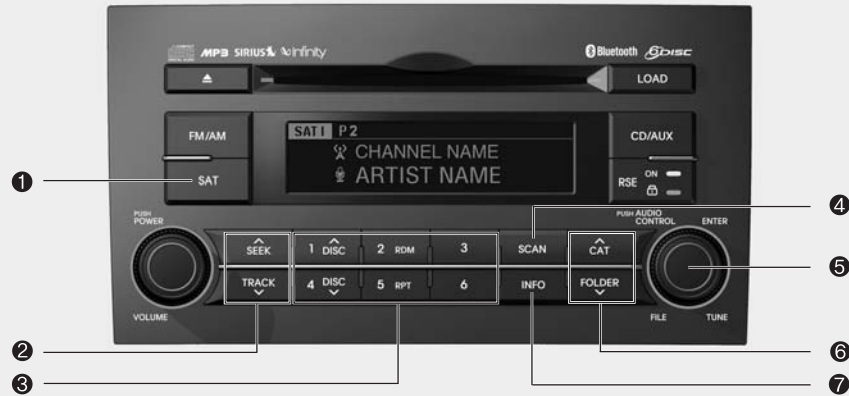 MP3 SIRIUS Infinity
Bluetooth 6DISC
LOAD
FM/AM
SAT 1 P2
CHANNEL NAME
ARTIST NAME
CD/AUX
1
SAT
RSE ON
PUSH POWER
VOLUME
SEEK
1 DISC
2 RDM
3
SCAN
CAT
PUSH AUDIO CONTROL
ENTER
4
TRACK
4 DISC
5 RPT
6
INFO
FOLDER
5
FILE
TUNE
2
6
3
7